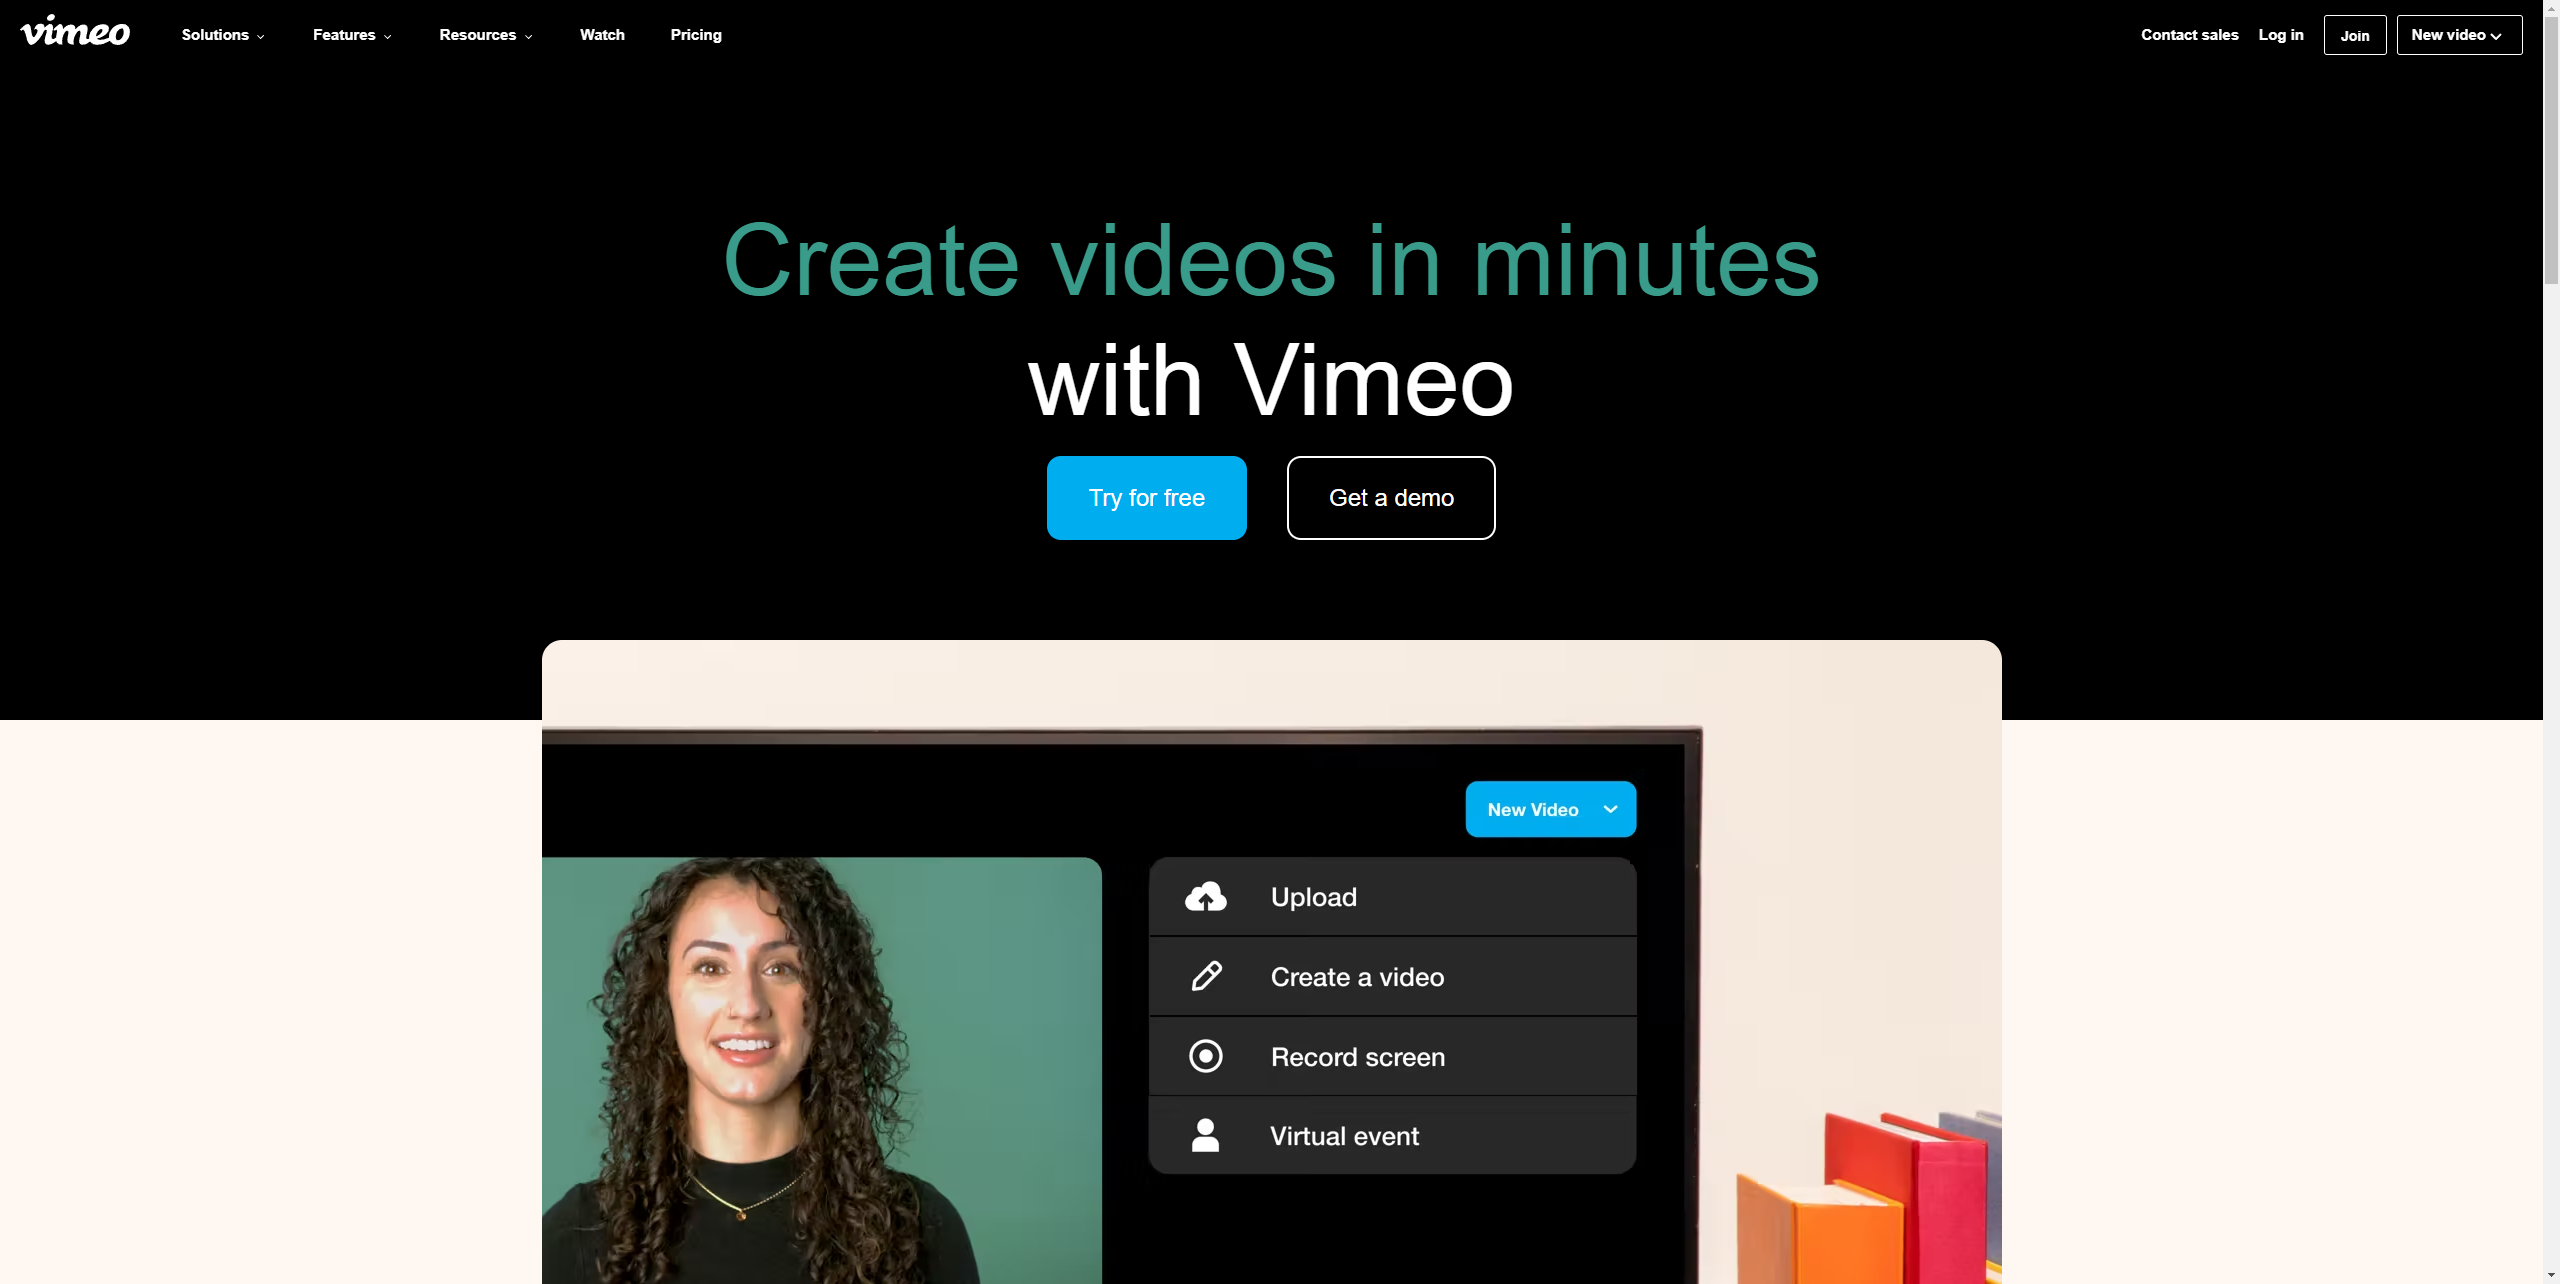 vimeo Solutions Features Resources Watch Pricing Contact sales Log in Join New video
Create videos in minutes
with Vimeo
Try for free Get a demo
New Video
Upload
Create a video
Record screen
Virtual event